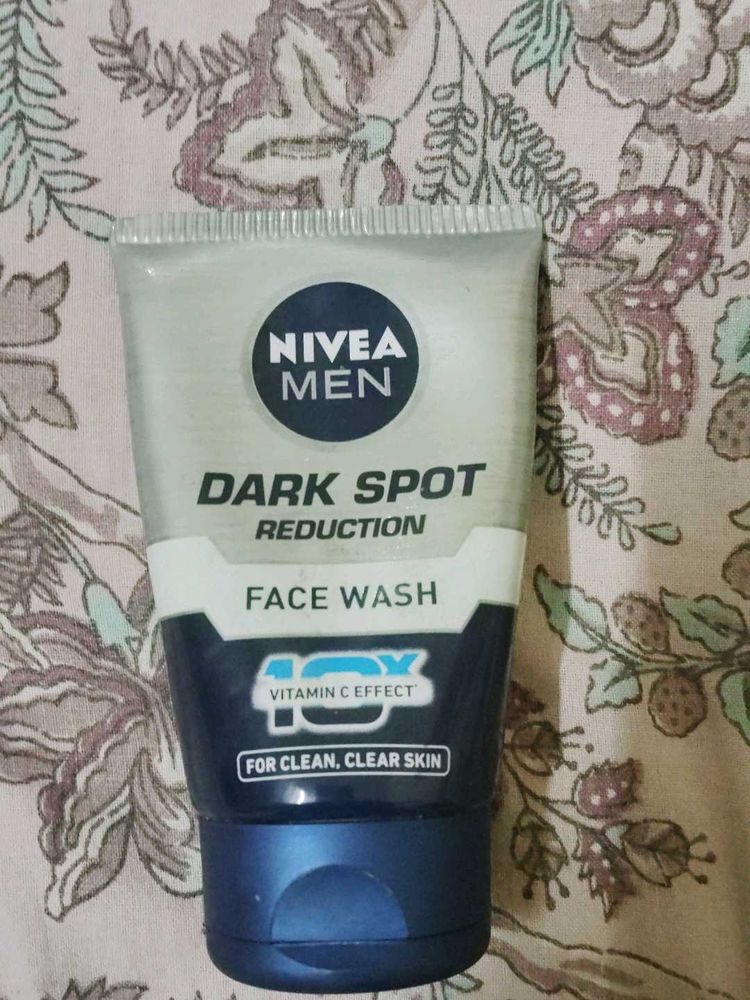 NIVEA
MEN
DARK SPOT
REDUCTION
FACE WASH
10X
VITAMIN C EFFECT*
FOR CLEAN, CLEAR SKIN